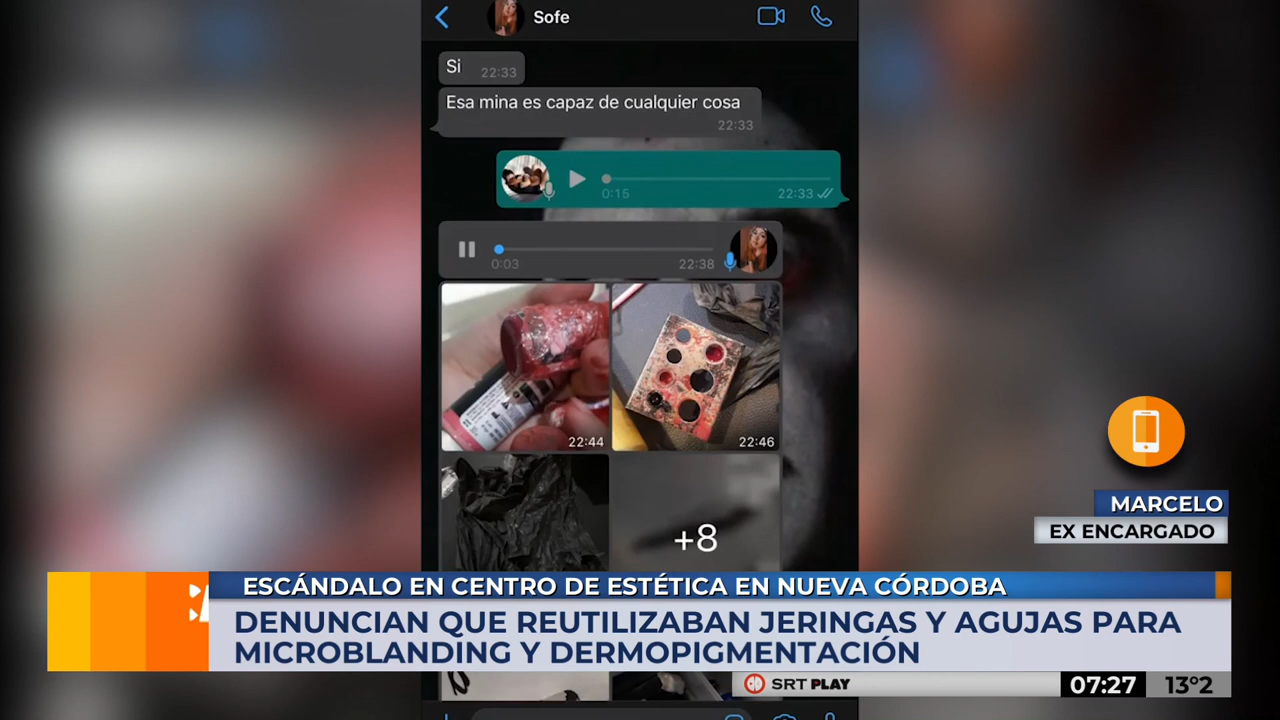 Sofe
Si 22:33
Esa mina es capaz de cualquier cosa
22:33
0:15 22:33
0:03 22:38
22:44 22:46
+8
MARCELO
EX ENCARGADO
ESCÁNDALO EN CENTRO DE ESTÉTICA EN NUEVA CÓRDOBA
DENUNCIAN QUE REUTILIZABAN JERINGAS Y AGUJAS PARA
MICROBLANDING Y DERMOPIGMENTACIÓN
SRT PLAY 07:27 13°2